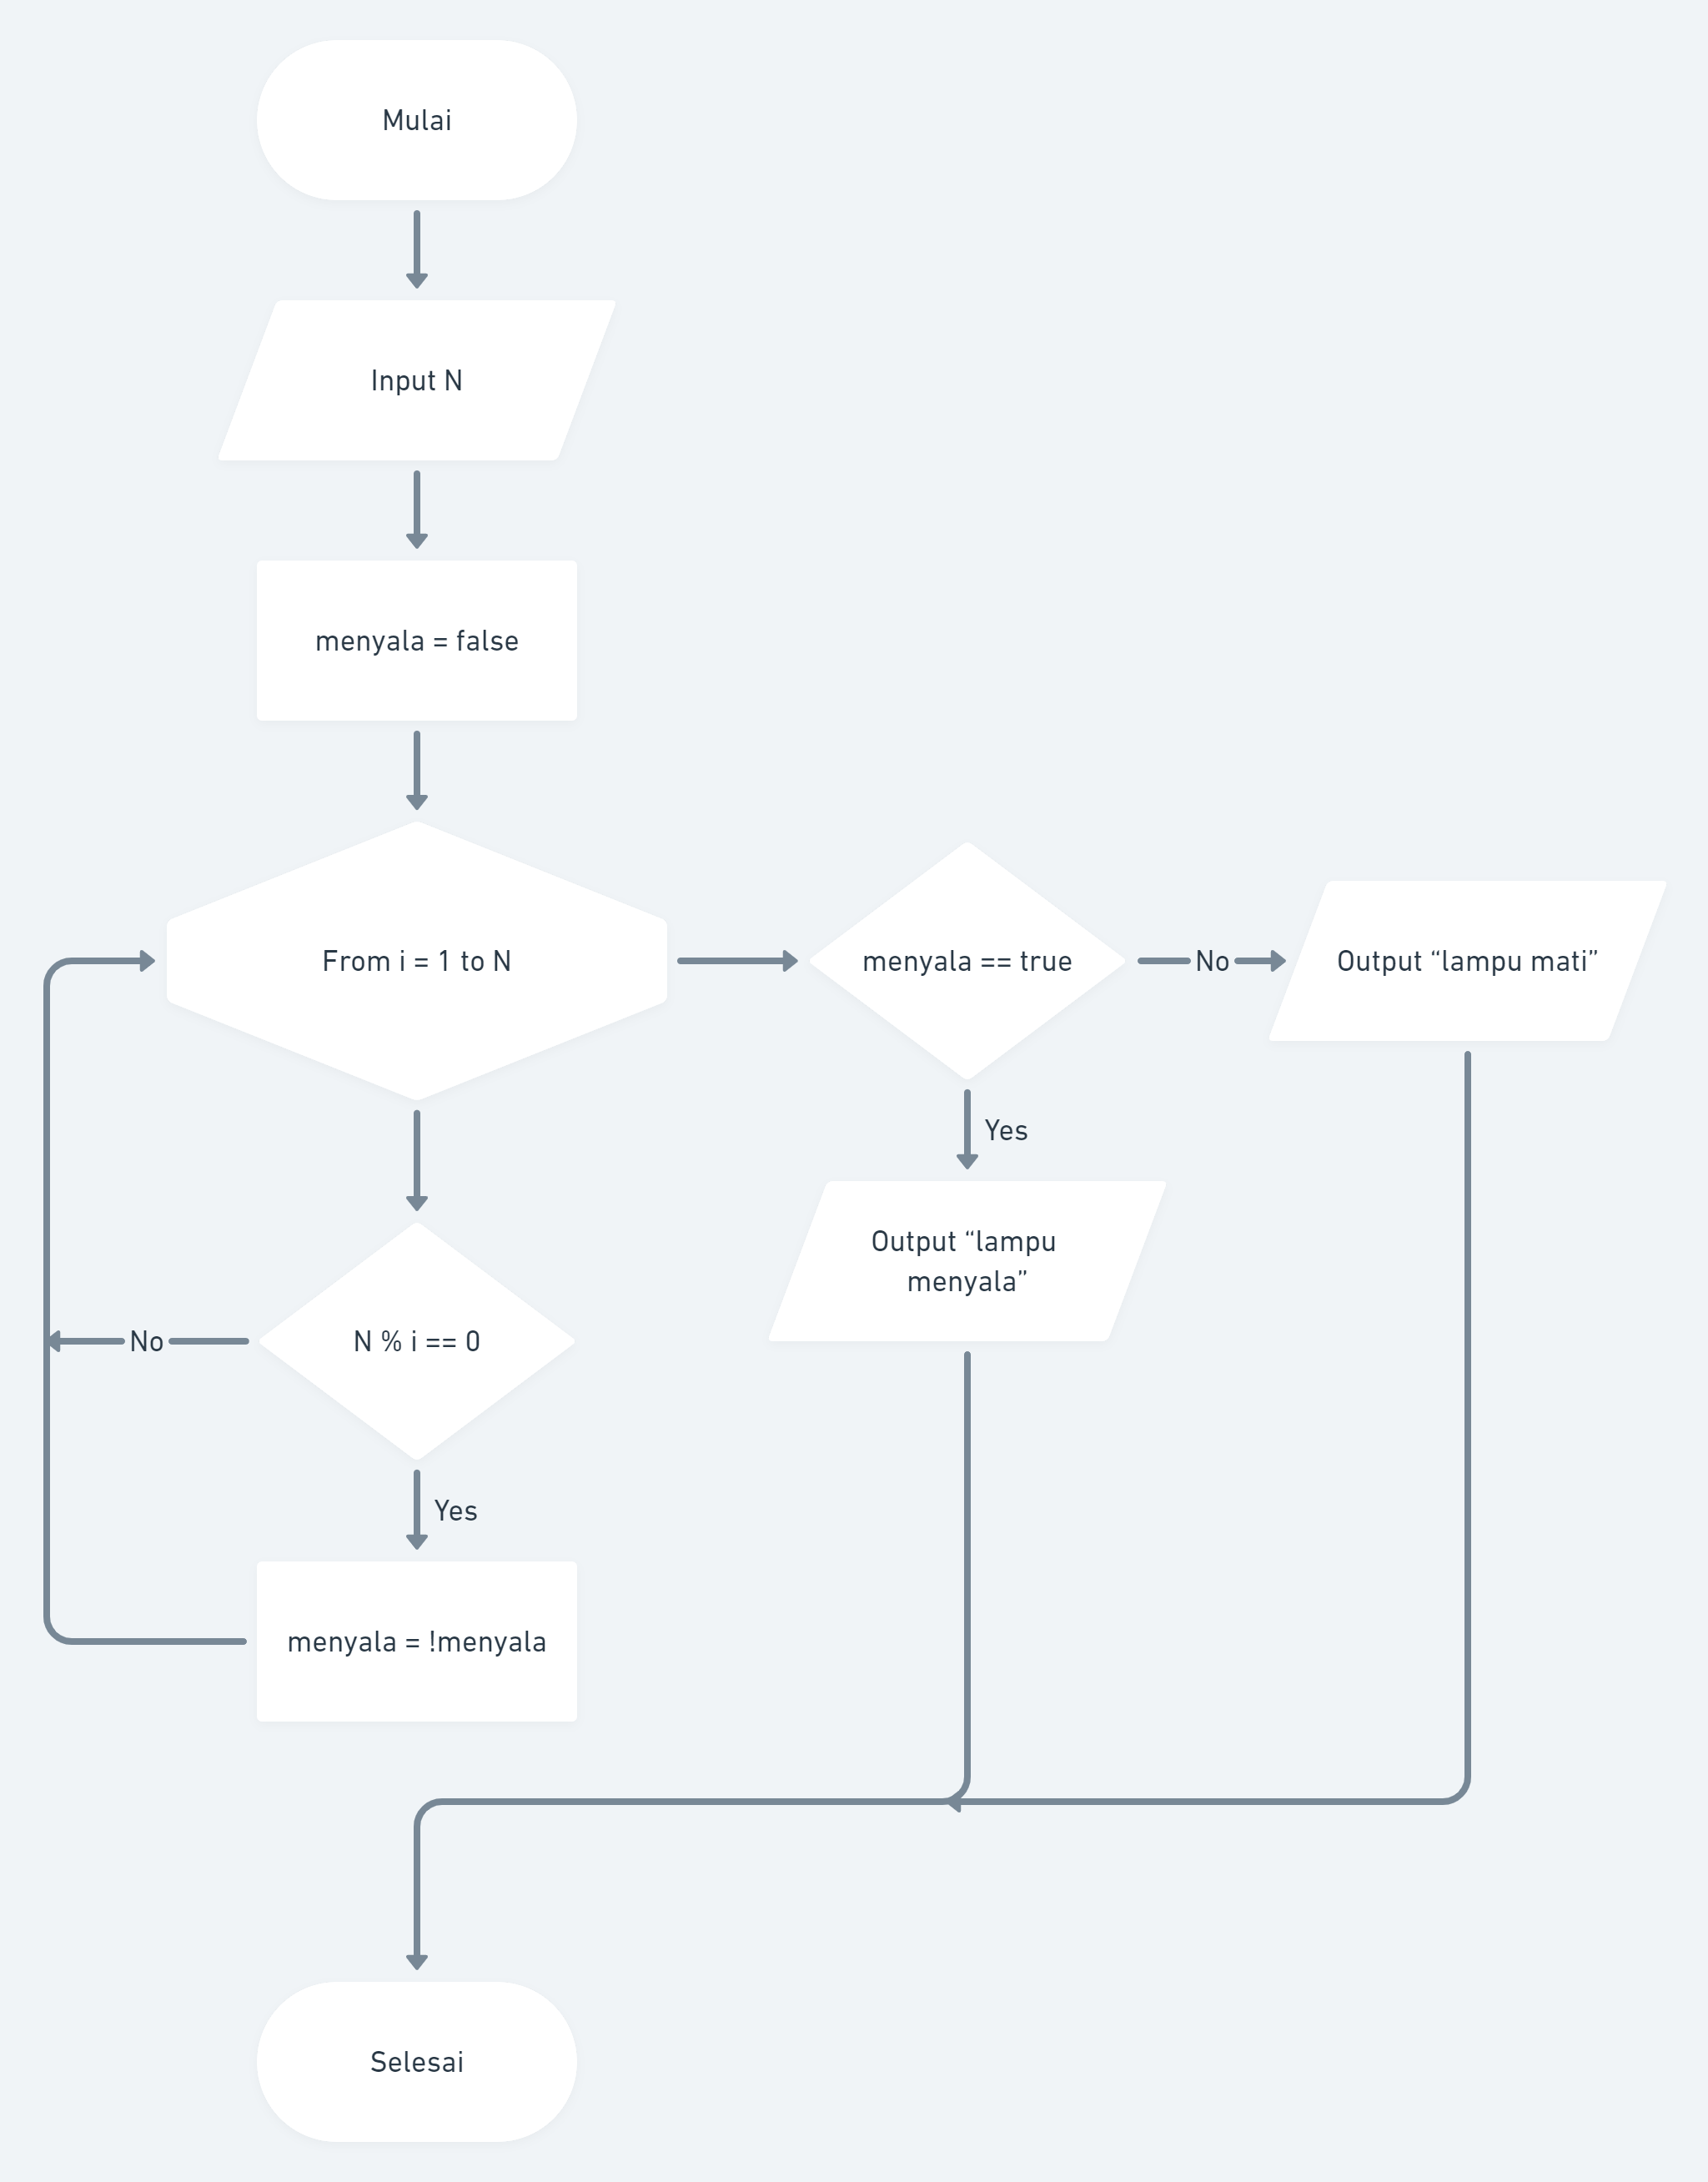 Mulai
Input N
menyala = false
From i = 1 to N
menyala == true
No
Output “lampu mati”
Yes
Output “lampu
menyala”
N % i == 0
No
Yes
menyala = !menyala
Selesai